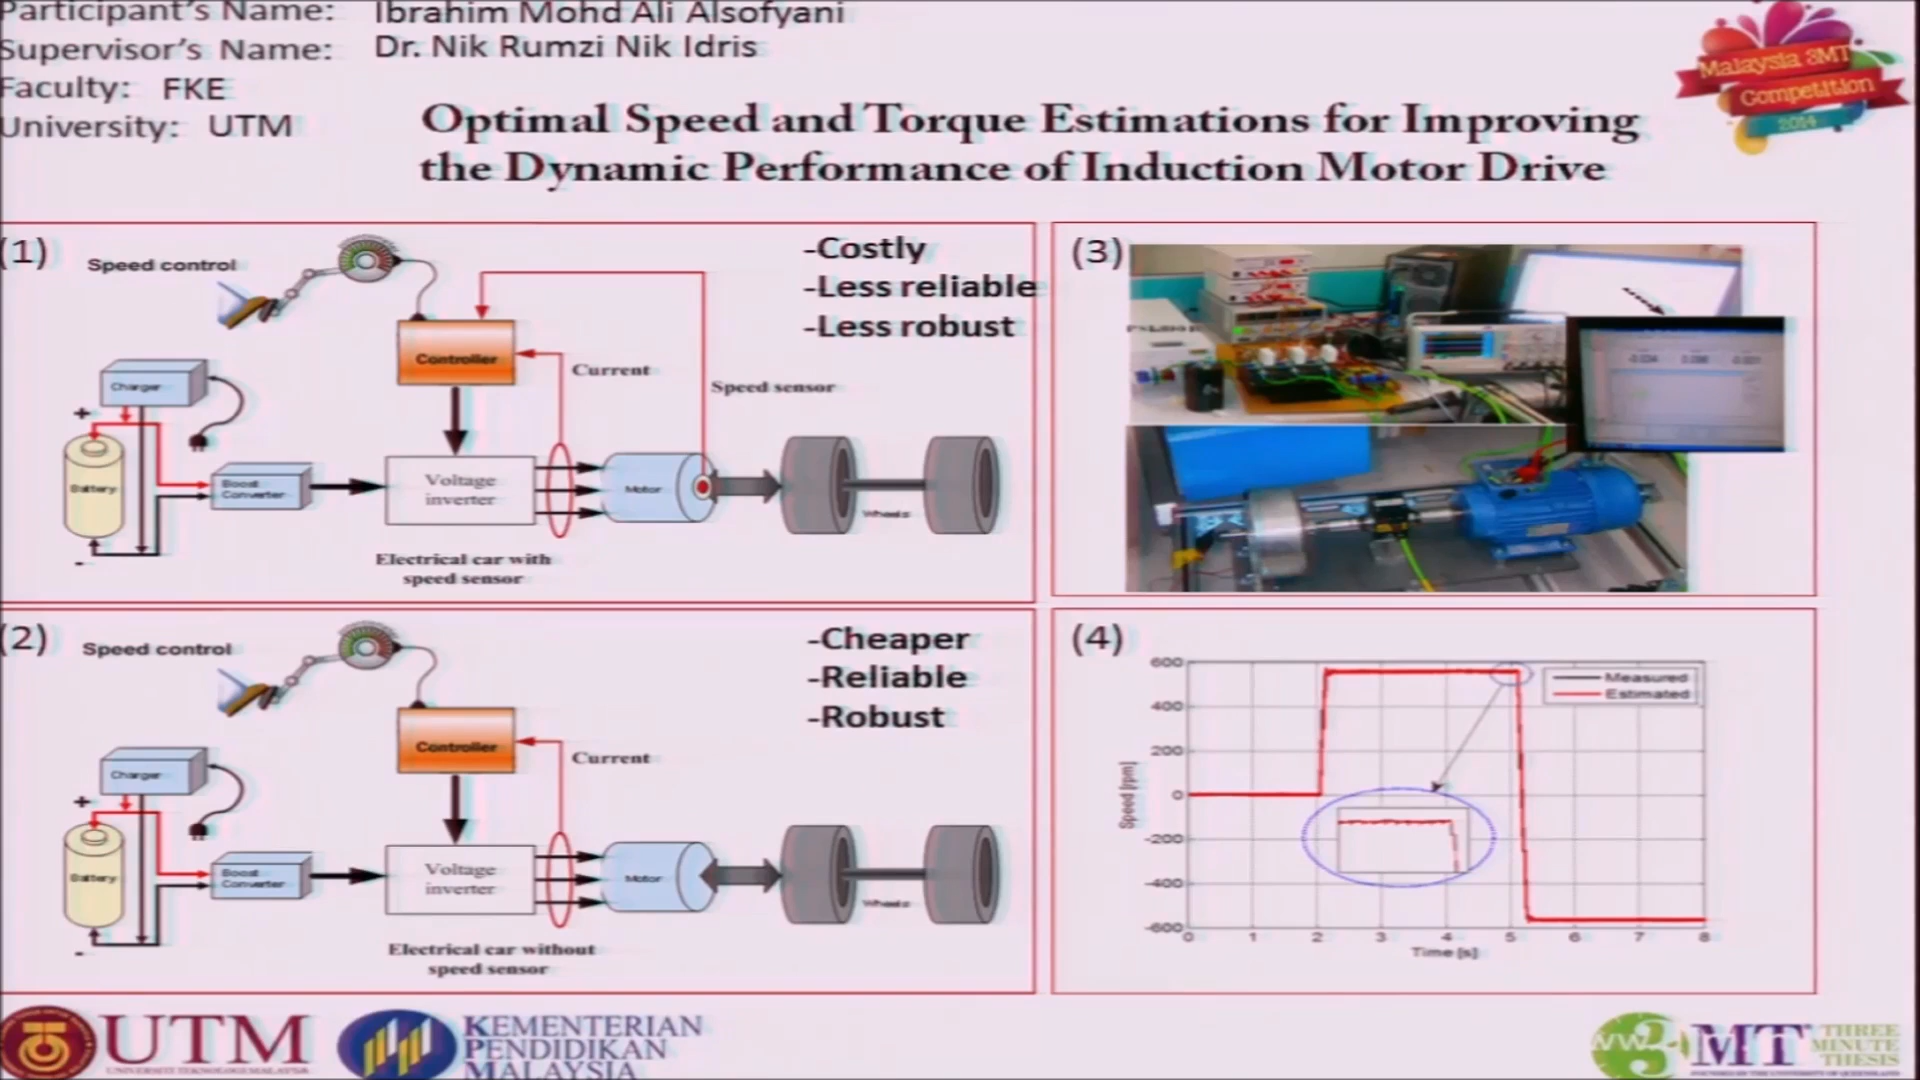 Participant's Name: Ibrahim Mohd Ali Alsofyani
Supervisor's Name: Dr. Nik Rumzi Nik Idris
Faculty: FKE
University: UTM
Malaysia 3MT
Competition
2014
Optimal Speed and Torque Estimations for Improving
the Dynamic Performance of Induction Motor Drive
(1)
Speed control
-Costly
-Less reliable
-Less robust
Controller
Current
Speed sensor
Charger
+
Battery
-
Boost
Converter
Voltage
inverter
Motor
Wheels
Electrical car with
speed sensor
(2)
Speed control
-Cheaper
-Reliable
-Robust
Controller
Current
Charger
+
Battery
-
Boost
Converter
Voltage
inverter
Motor
Wheels
Electrical car without
speed sensor
(3)
(4)
Measured
Estimated
600
400
200
0
-200
-400
-600
Speed [rpm]
0 1 2 3 4 5 6 7 8
Time [s]
UTM
UNIVERSITI TEKNOLOGI MALAYSIA
KEMENTERIAN
PENDIDIKAN
MALAYSIA
3MT THREE
MINUTE
THESIS